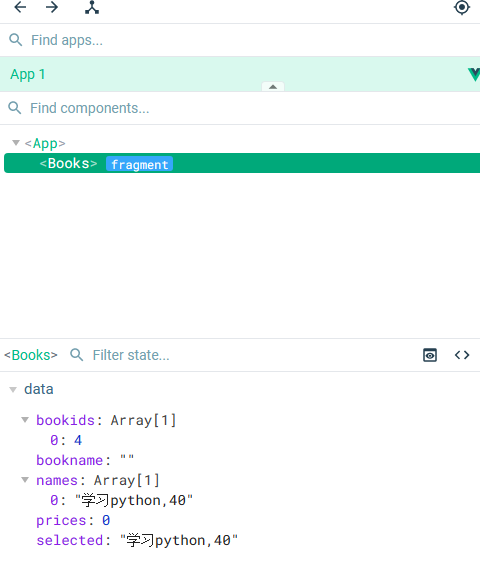 Find apps...
App 1
Find components...
<App>
<Books> fragment
<Books> Filter state...
data
bookids: Array[1]
0: 4
bookname: ""
names: Array[1]
0: "学习python,40"
prices: 0
selected: "学习python,40"